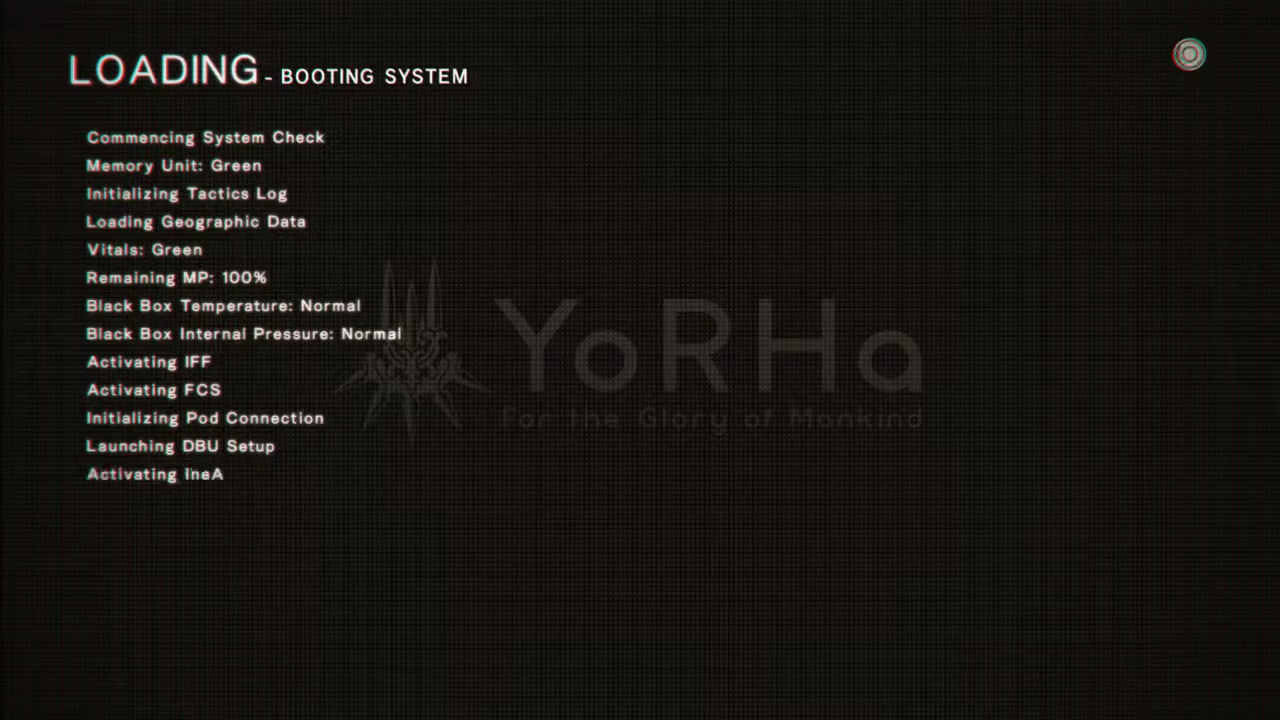 LOADING - BOOTING SYSTEM
Commencing System Check
Memory Unit: Green
Initializing Tactics Log
Loading Geographic Data
Vitals: Green
Remaining MP: 100%
Black Box Temperature: Normal
Black Box Internal Pressure: Normal
Activating IFF
Activating FCS
Initializing Pod Connection
Launching DBU Setup
Activating IneA
YoRHa
For the Glory of Mankind